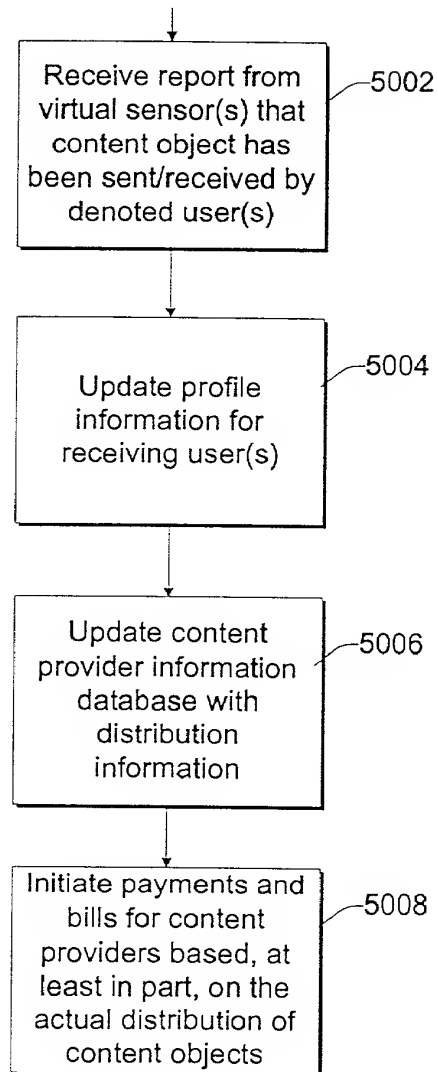 Receive report from
virtual sensor(s) that
content object has
been sent/received by
denoted user(s)
5002
Update profile
information for
receiving user(s)
5004
Update content
provider information
database with
distribution
information
5006
Initiate payments and
bills for content
providers based, at
least in part, on the
actual distribution of
content objects
5008